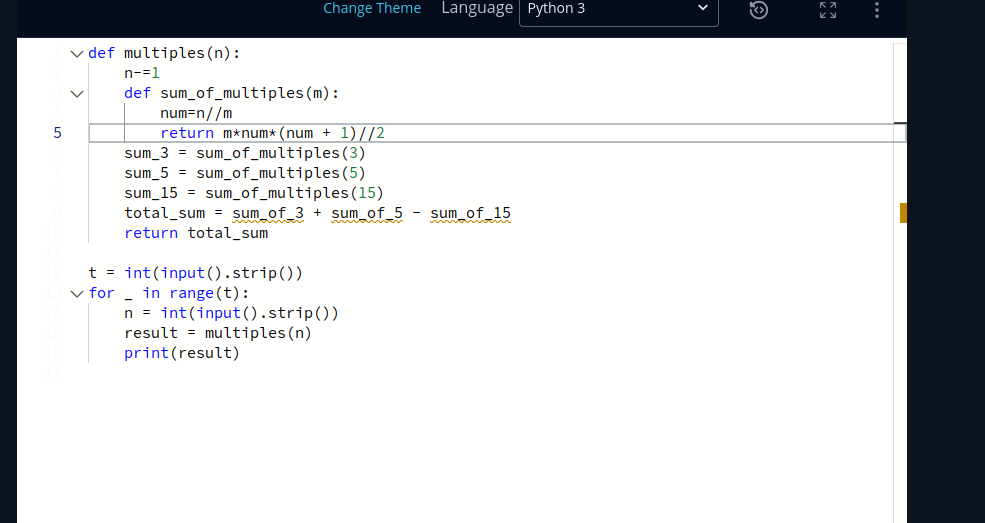 Change Theme Language Python 3
1 def multiples(n):
2 n-=1
3 def sum_of_multiples(m):
4 num=n//m
5 return m*num*(num + 1)//2
6 sum_3 = sum_of_multiples(3)
7 sum_5 = sum_of_multiples(5)
8 sum_15 = sum_of_multiples(15)
9 total_sum = sum_of_3 + sum_of_5 - sum_of_15
10 return total_sum
11
12 t = int(input().strip())
13 for _ in range(t):
14 n = int(input().strip())
15 result = multiples(n)
16 print(result)
17